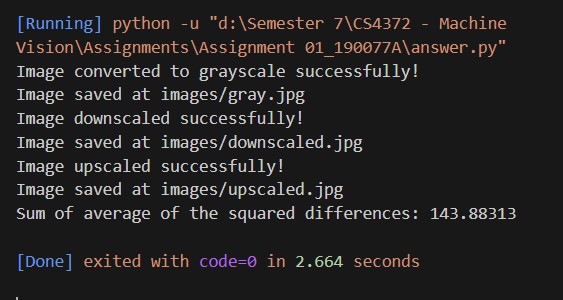 [Running] python -u "d:\Semester 7\CS4372 - Machine
Vision\Assignments\Assignment 01_190077A\answer.py"
Image converted to grayscale successfully!
Image saved at images/gray.jpg
Image downscaled successfully!
Image saved at images/downscaled.jpg
Image upscaled successfully!
Image saved at images/upscaled.jpg
Sum of average of the squared differences: 143.88313
[Done] exited with code=0 in 2.664 seconds